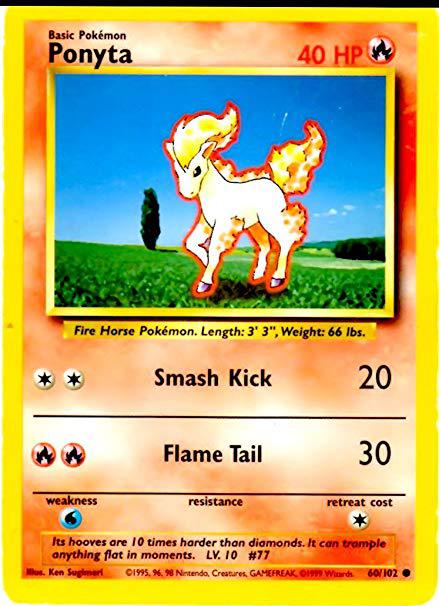 Basic Pokémon
Ponyta 40 HP
Fire Horse Pokémon. Length: 3' 3", Weight: 66 lbs.
Smash Kick 20
Flame Tail 30
weakness resistance retreat cost
Its hooves are 10 times harder than diamonds. It can trample
anything flat in moments. LV. 10 #77
Illus. Ken Sugimori ©1995, 96, 98 Nintendo, Creatures, GAMEFREAK. ©1999 Wizards. 60/102